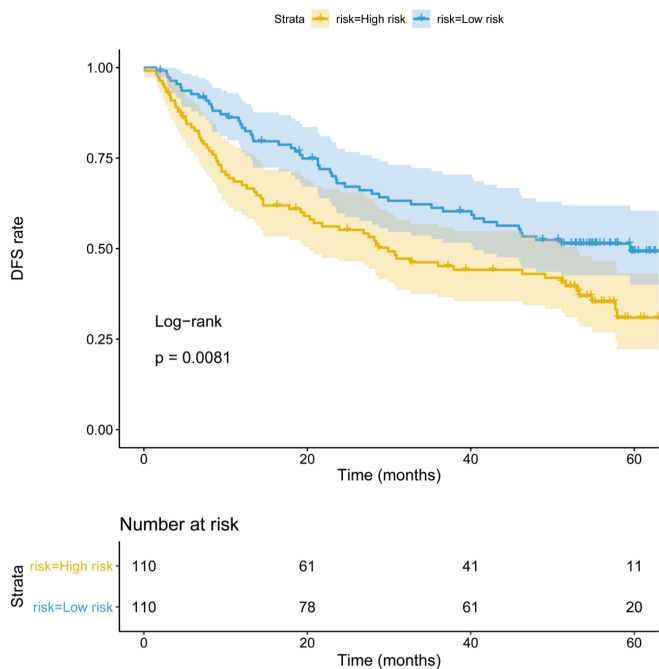 Strata risk=High risk risk=Low risk
1.00
0.75
0.50
0.25
0.00
DFS rate
Log-rank
p = 0.0081
0 20 40 60
Time (months)
Number at risk
Strata
risk=High risk 110 61 41 11
risk=Low risk 110 78 61 20
0 20 40 60
Time (months)